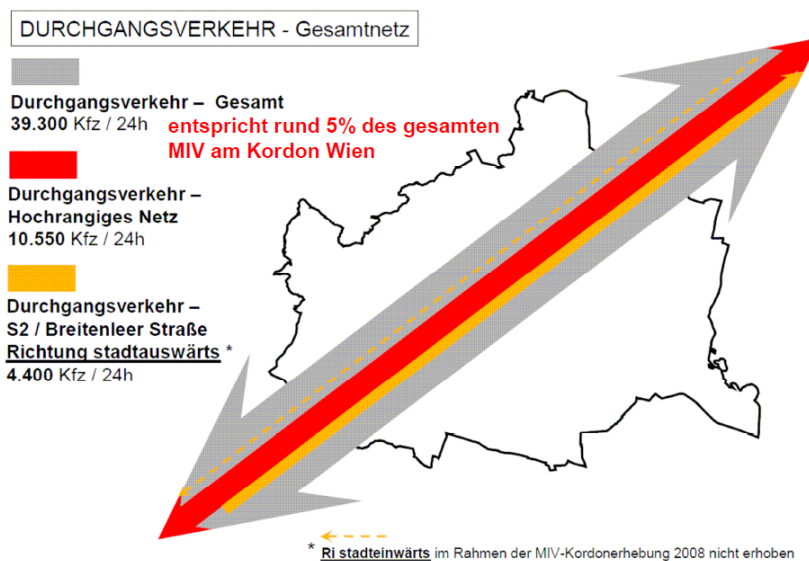 DURCHGANGSVERKEHR - Gesamtnetz
Durchgangsverkehr – Gesamt
39.300 Kfz / 24h
entspricht rund 5% des gesamten
MIV am Kordon Wien
Durchgangsverkehr –
Hochrangiges Netz
10.550 Kfz / 24h
Durchgangsverkehr –
S2 / Breitenleer Straße
Richtung stadtauswärts *
4.400 Kfz / 24h
* Ri stadteinwärts im Rahmen der MIV-Kordonerhebung 2008 nicht erhoben